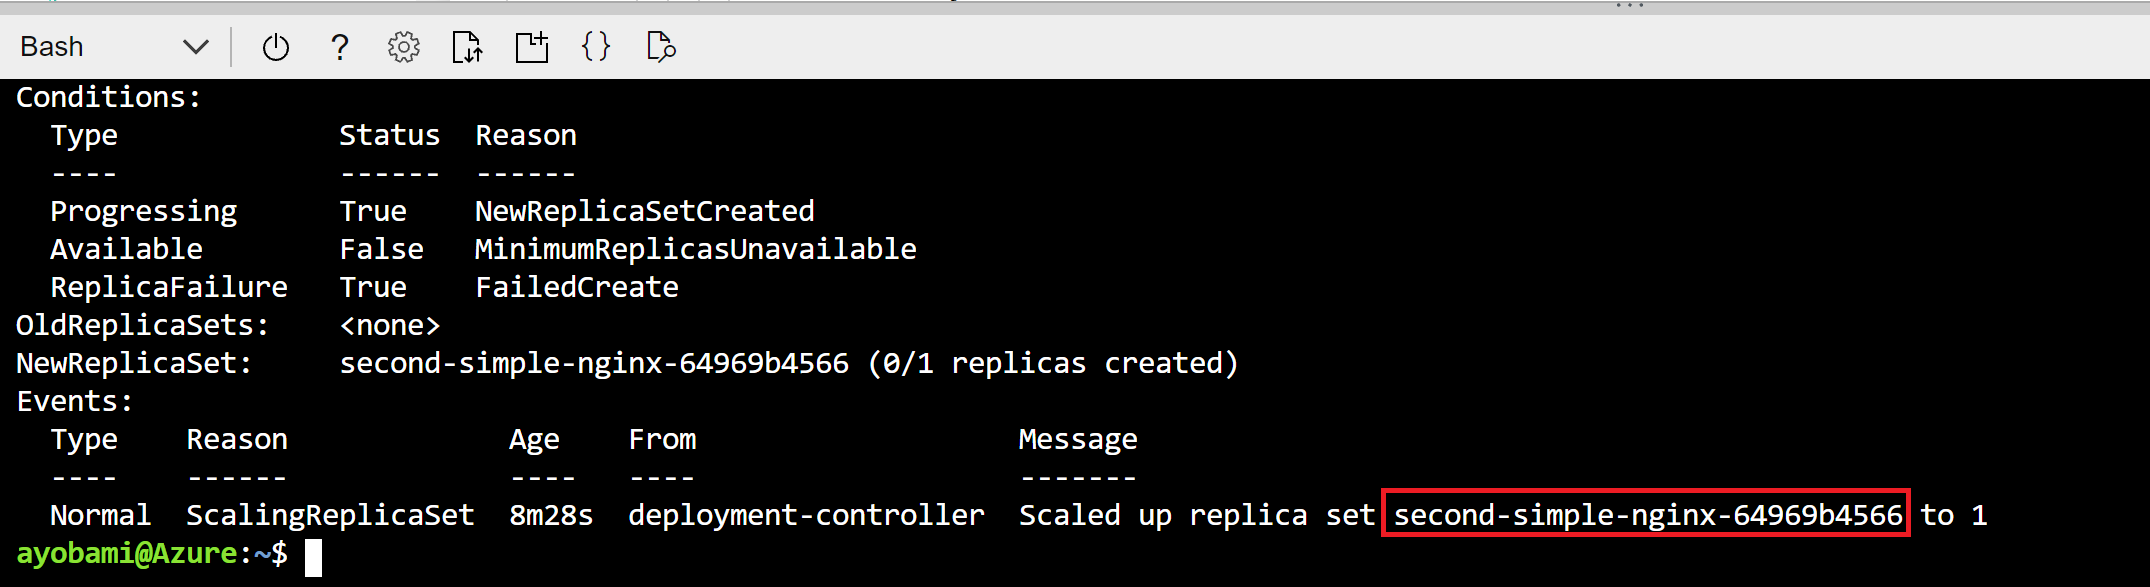 Bash
Conditions:
Type Status Reason
---- ------ ------
Progressing True NewReplicaSetCreated
Available False MinimumReplicasUnavailable
ReplicaFailure True FailedCreate
OldReplicaSets: <none>
NewReplicaSet: second-simple-nginx-64969b4566 (0/1 replicas created)
Events:
Type Reason Age From Message
---- ------ ---- ---- -------
Normal ScalingReplicaSet 8m28s deployment-controller Scaled up replica set second-simple-nginx-64969b4566 to 1
ayobami@Azure:~$